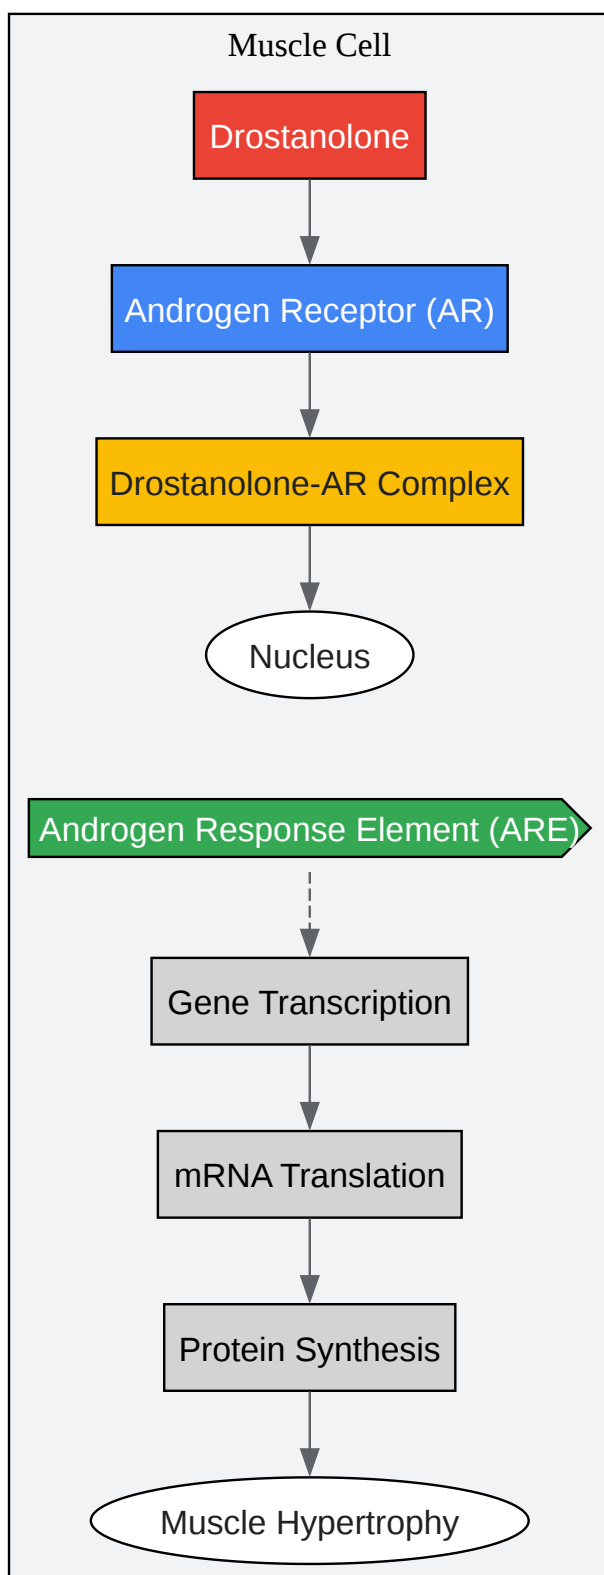 Muscle Cell
Drostanolone
Androgen Receptor (AR)
Drostanolone-AR Complex
Nucleus
Androgen Response Element (ARE)
Gene Transcription
mRNA Translation
Protein Synthesis
Muscle Hypertrophy